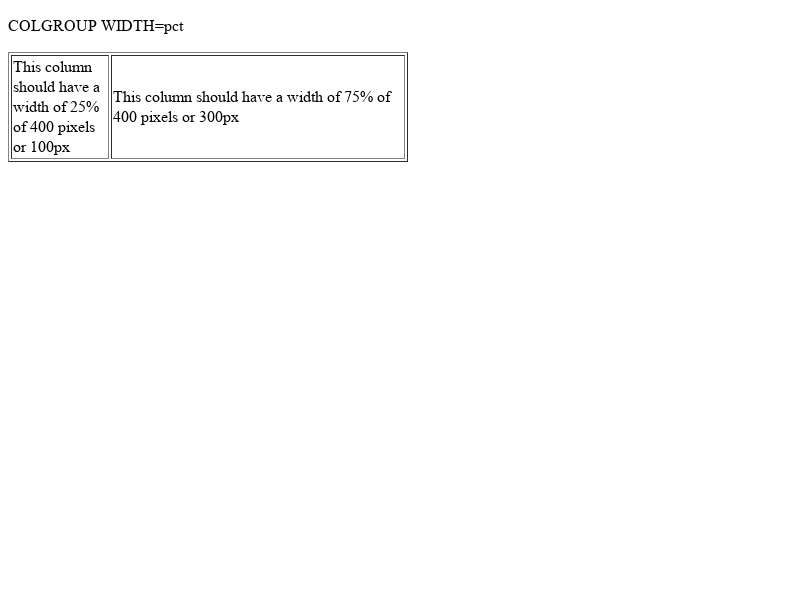 COLGROUP WIDTH=pct
This column
should have a
width of 25%
of 400 pixels
or 100px
This column should have a width of 75% of
400 pixels or 300px